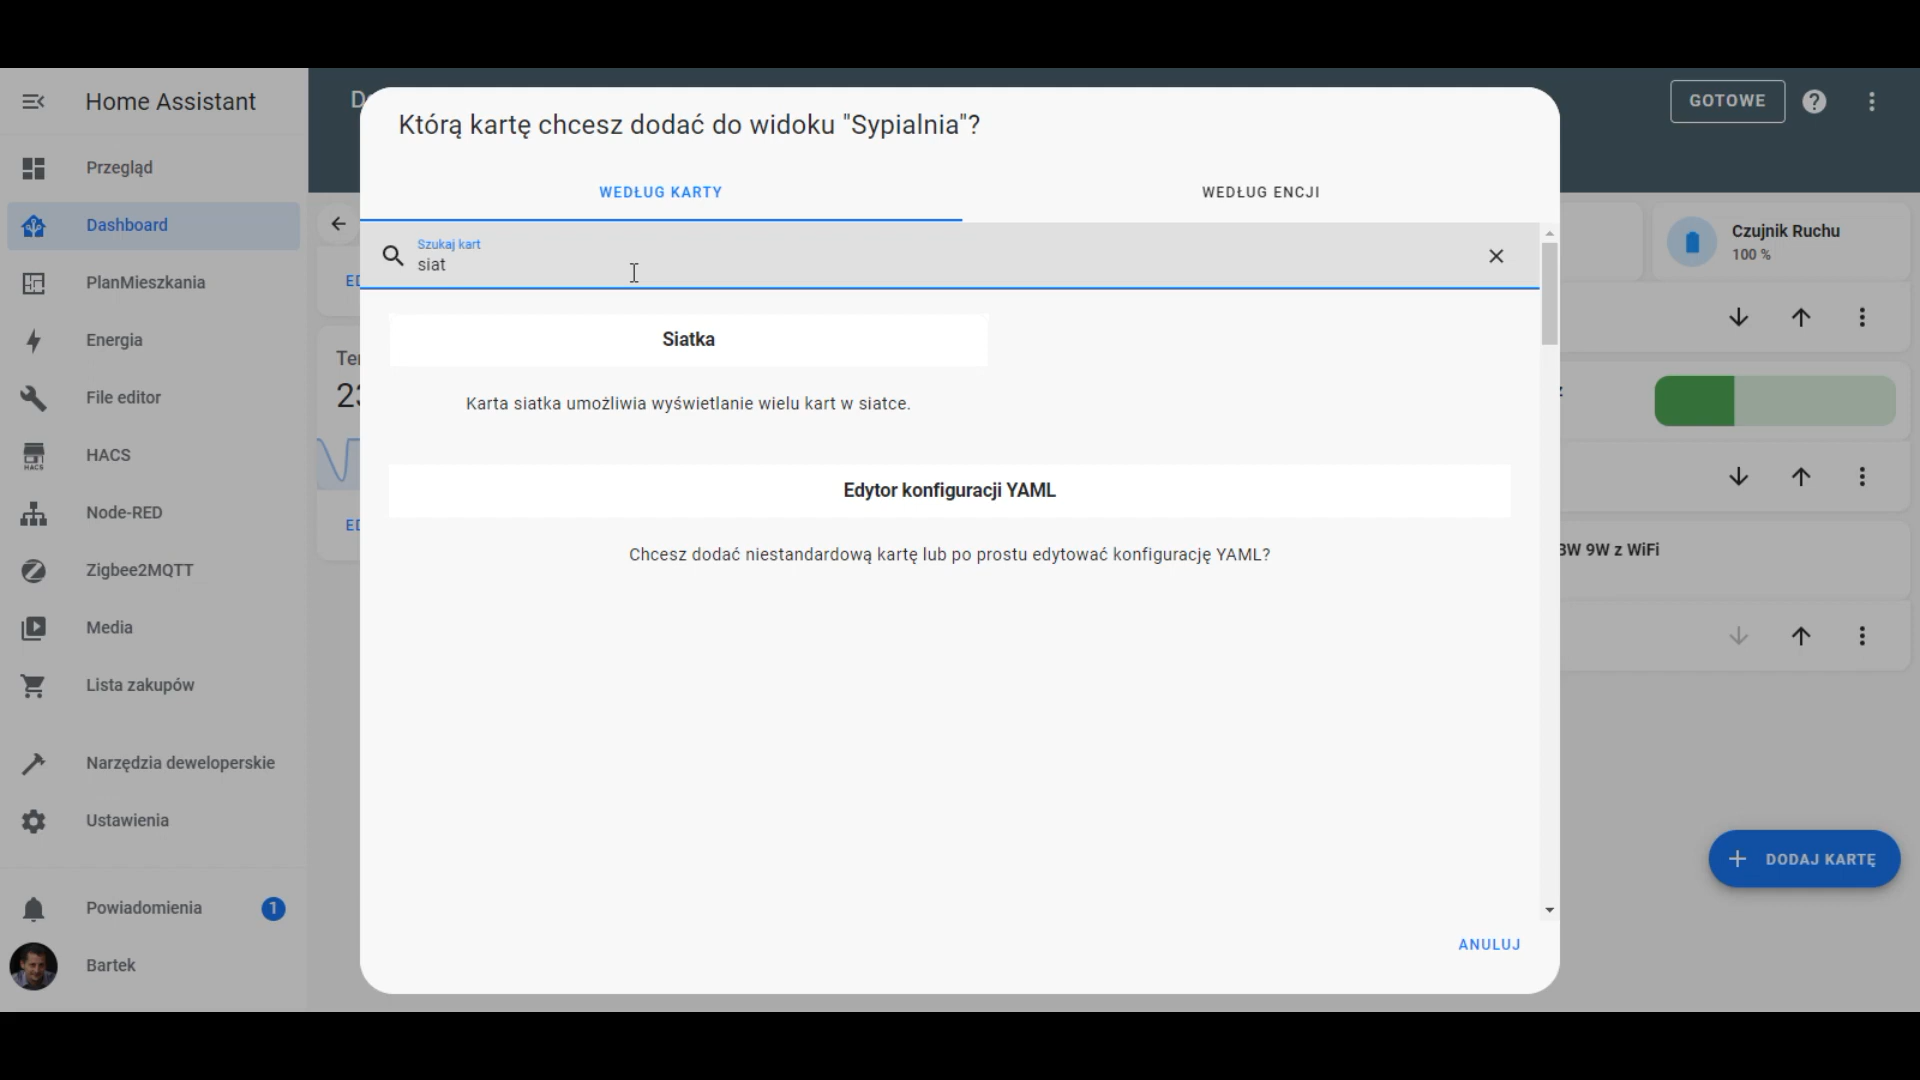 Home Assistant
Przegląd
Dashboard
PlanMieszkania
Energia
File editor
HACS
HACS
Node-RED
Zigbee2MQTT
Media
Lista zakupów
Narzędzia deweloperskie
Ustawienia
Powiadomienia 1
Bartek
GOTOWE
Którą kartę chcesz dodać do widoku "Sypialnia"?
WEDŁUG KARTY
WEDŁUG ENCJI
Szukaj kart
siat
Siatka
Karta siatka umożliwia wyświetlanie wielu kart w siatce.
Edytor konfiguracji YAML
Chcesz dodać niestandardową kartę lub po prostu edytować konfigurację YAML?
ANULUJ
Czujnik Ruchu
100 %
9W z WiFi
DODAJ KARTĘ